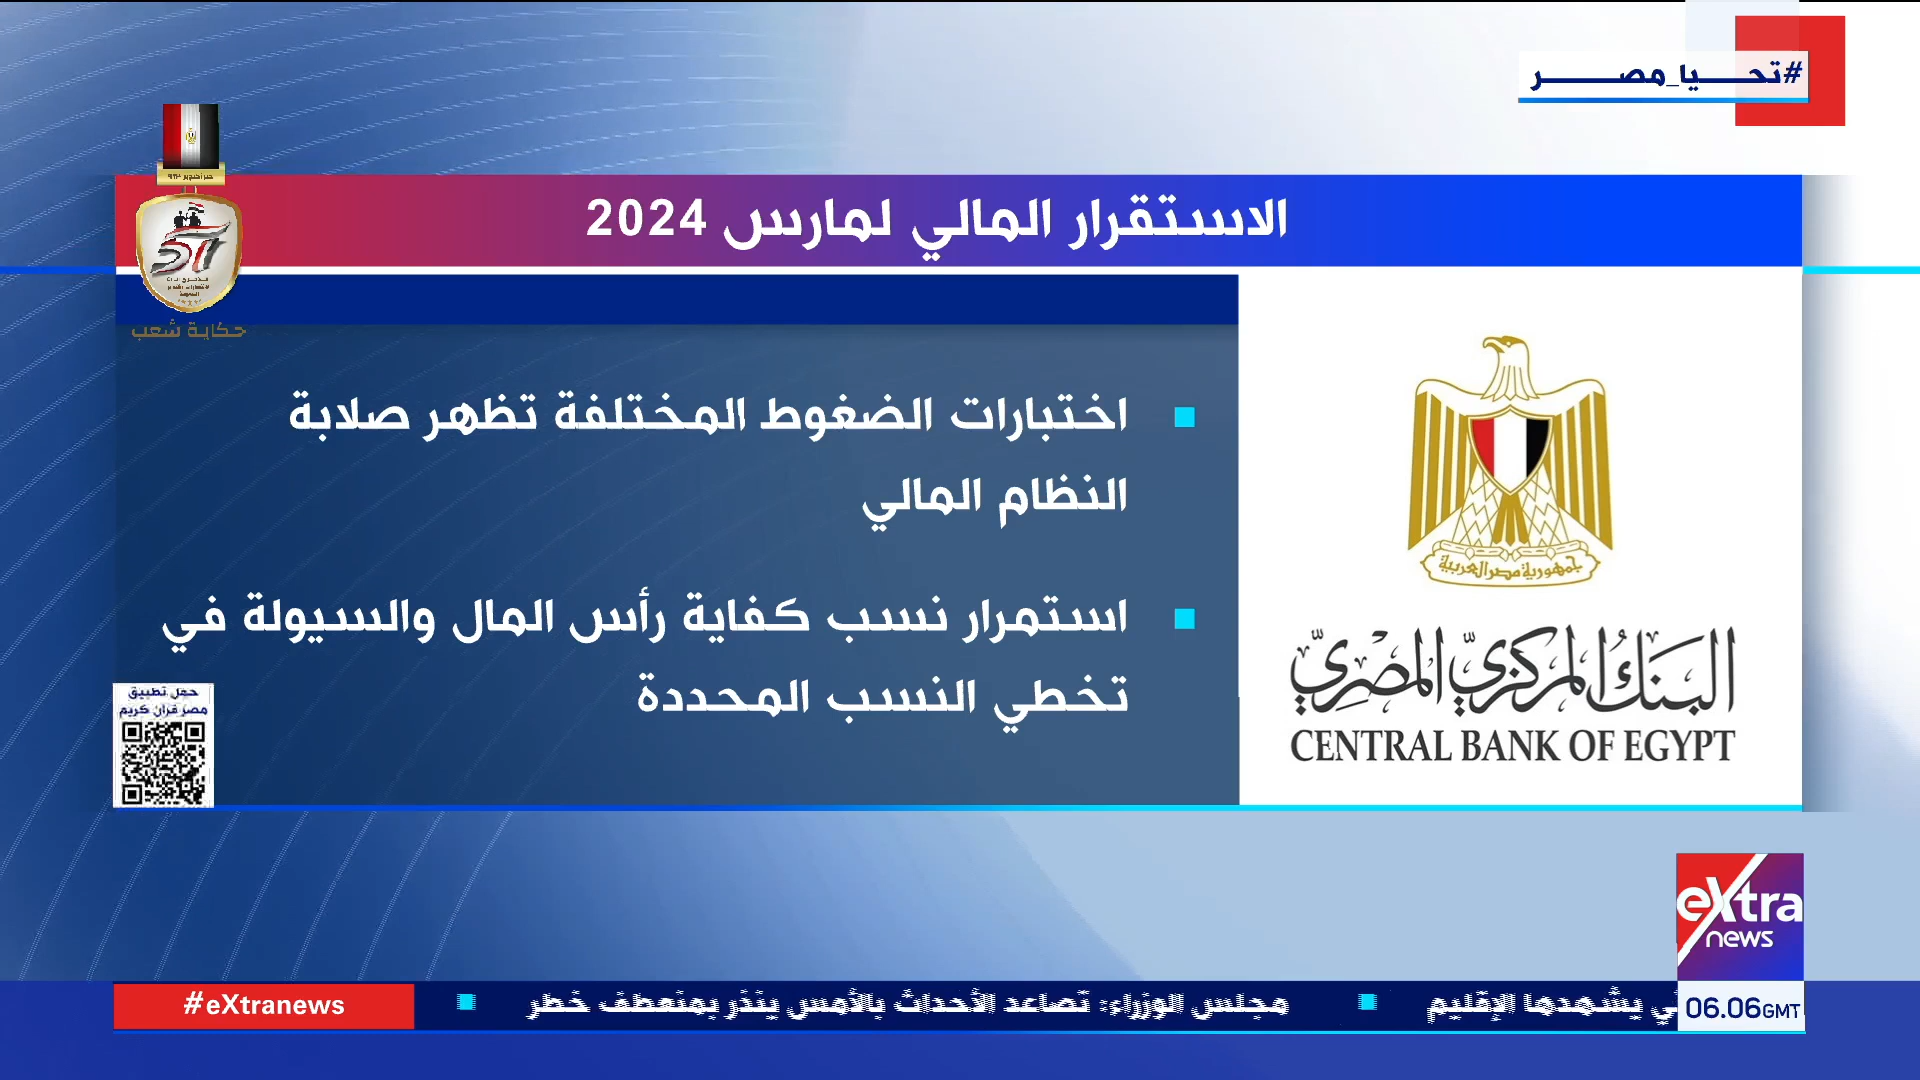 #تحيا_مصر
الاستقرار المالي لمارس 2024
حكاية شعب
اختبارات الضغوط المختلفة تظهر صلابة
النظام المالي
استمرار نسب كفاية رأس المال والسيولة في
تخطي النسب المحددة
جمهورية مصر العربية
البنك المركزي المصري
CENTRAL BANK OF EGYPT
حمل تطبيق
مصر قران كريم
eXtra
news
06.06GMT
ي يشهدها الإقليم ▪ مجلس الوزراء: تصاعد الأحداث بالأمس ينذر بمنعطف خطر ▪
#eXtranews